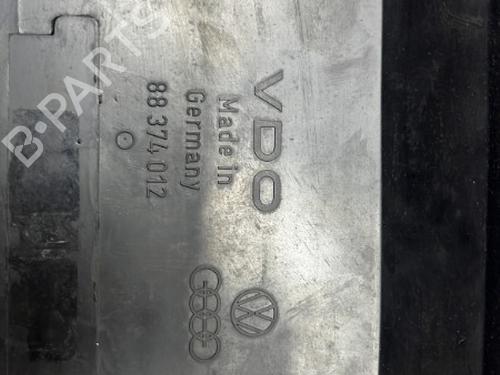 VDO
Made in
Germany
88 374 012
B-PARTS